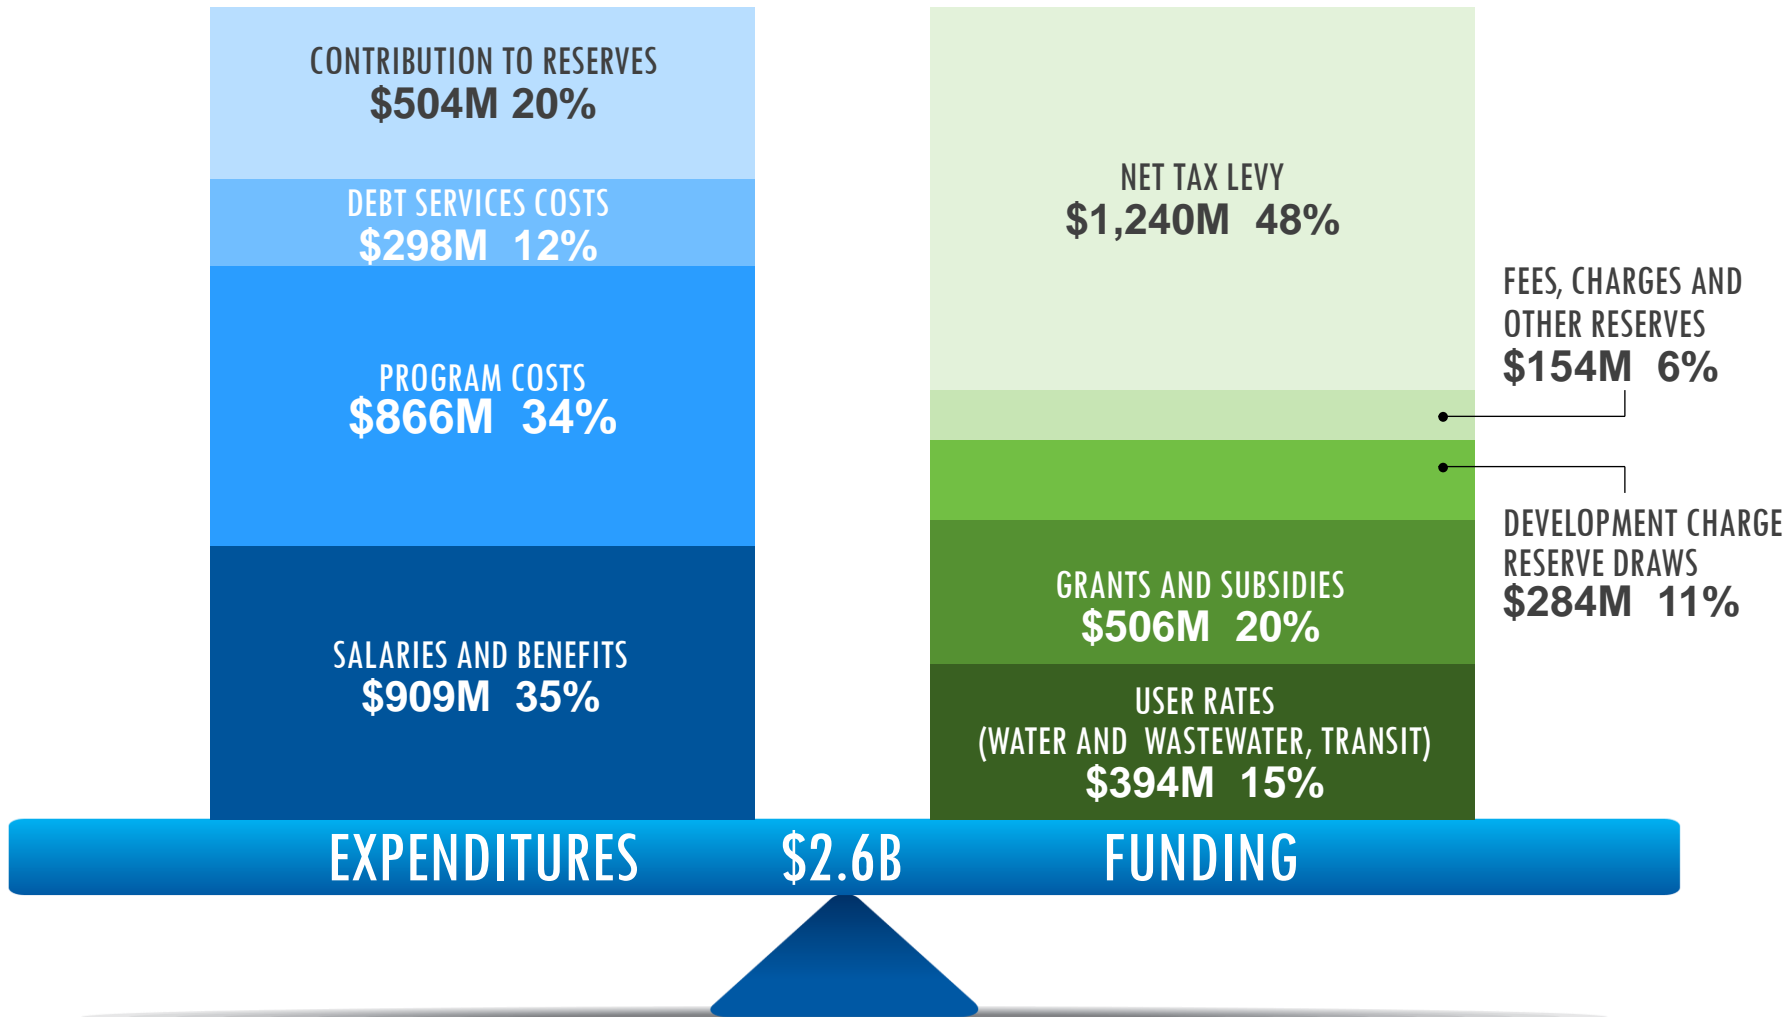 CONTRIBUTION TO RESERVES
$504M 20%
DEBT SERVICES COSTS
$298M 12%
PROGRAM COSTS
$866M 34%
SALARIES AND BENEFITS
$909M 35%
NET TAX LEVY
$1,240M 48%
FEES, CHARGES AND
OTHER RESERVES
$154M 6%
DEVELOPMENT CHARGE
RESERVE DRAWS
$284M 11%
GRANTS AND SUBSIDIES
$506M 20%
USER RATES
(WATER AND WASTEWATER, TRANSIT)
$394M 15%
EXPENDITURES $2.6B FUNDING